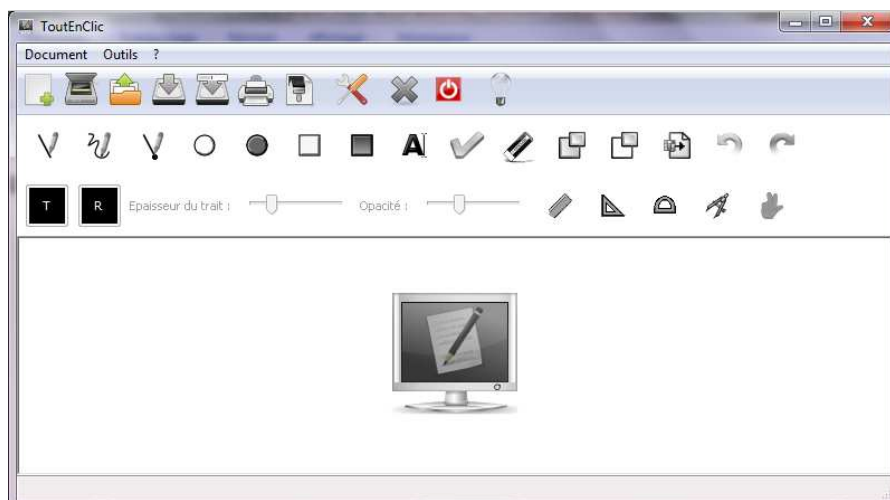 ToutEnClic
Document Outils ?
A
T R Epaisseur du trait : Opacité :